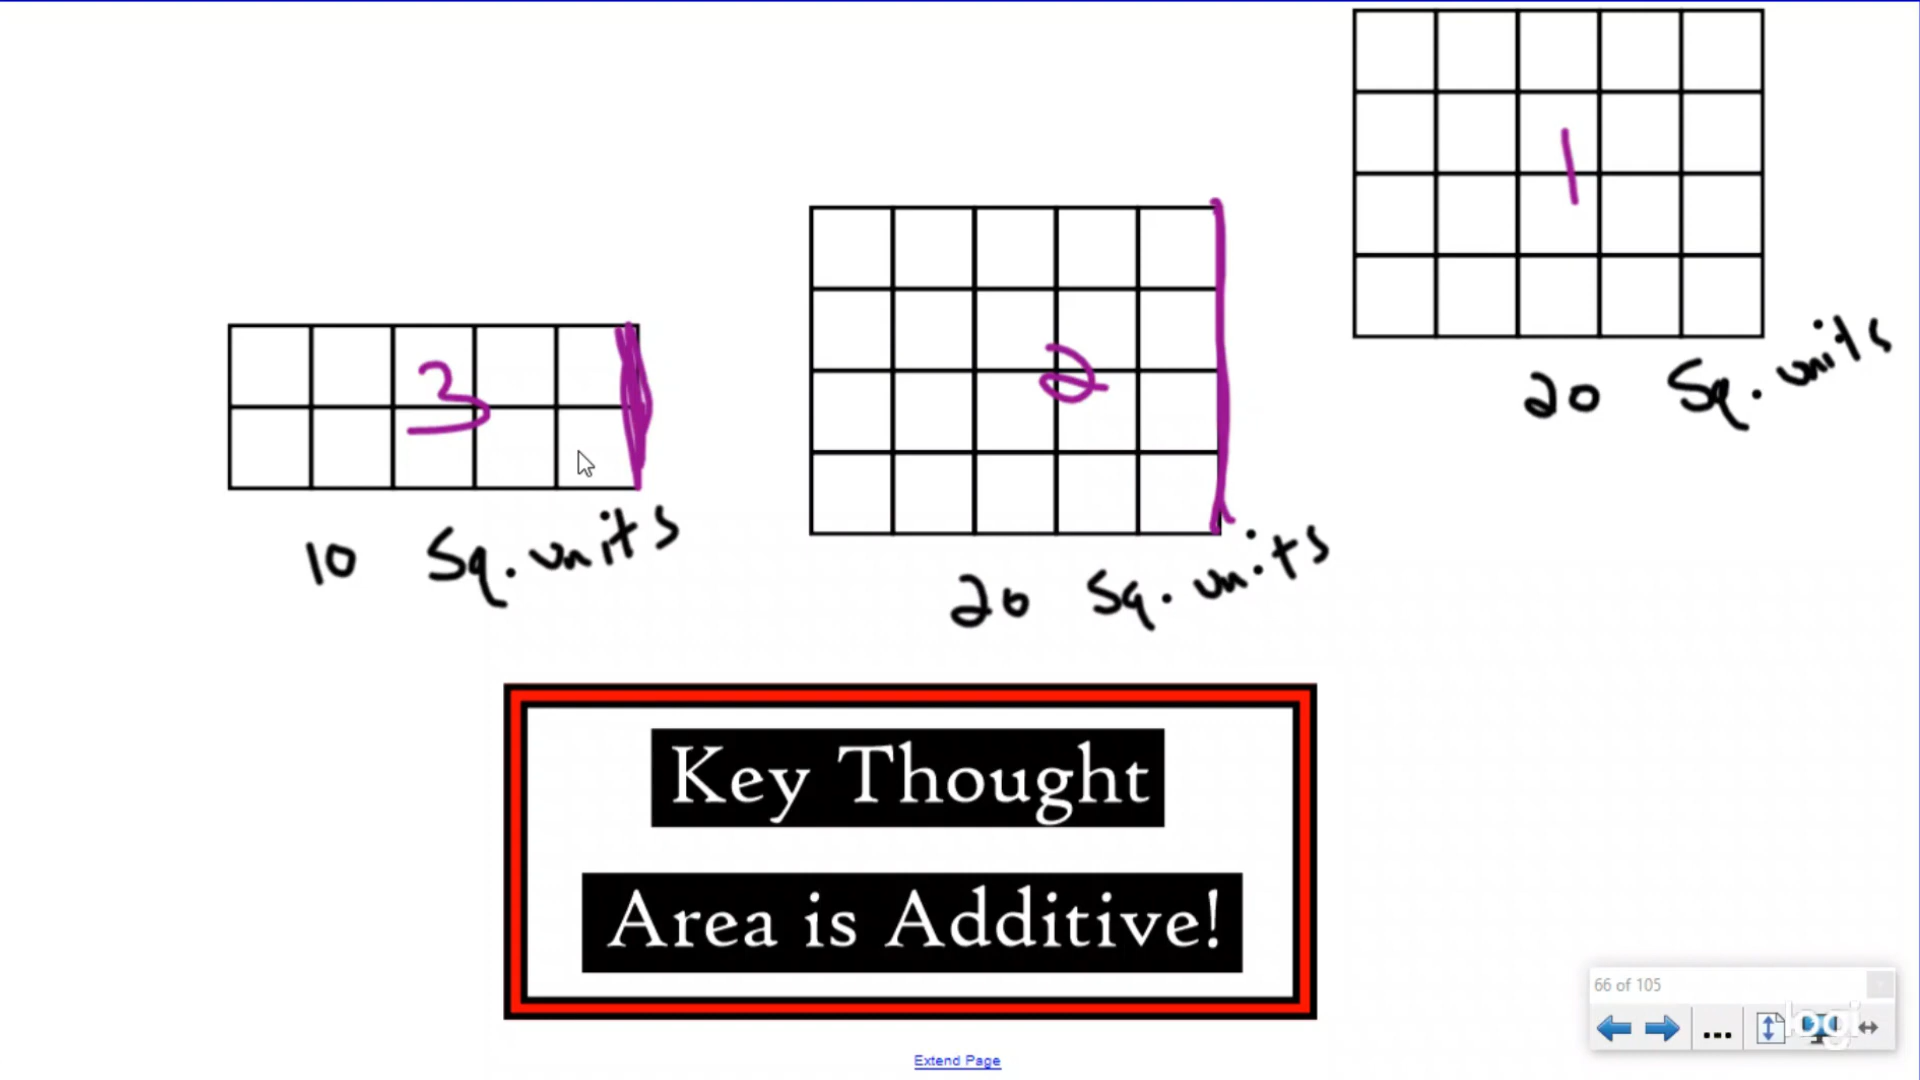 1
20 Sq. units
2
20 Sq. units
3
10 Sq. units
Key Thought
Area is Additive!
66 of 105
...
logi
Extend Page